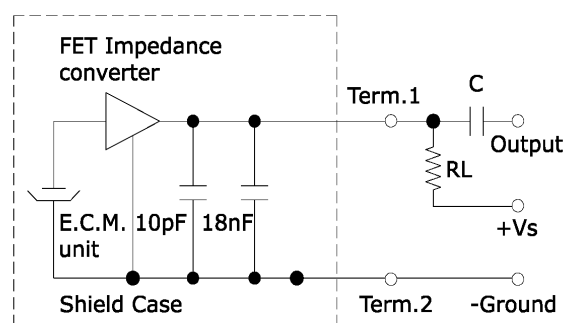 FET Impedance
converter
Term.1
C
Output
RL
E.C.M. 10pF 18nF
unit
+Vs
Shield Case
Term.2
-Ground